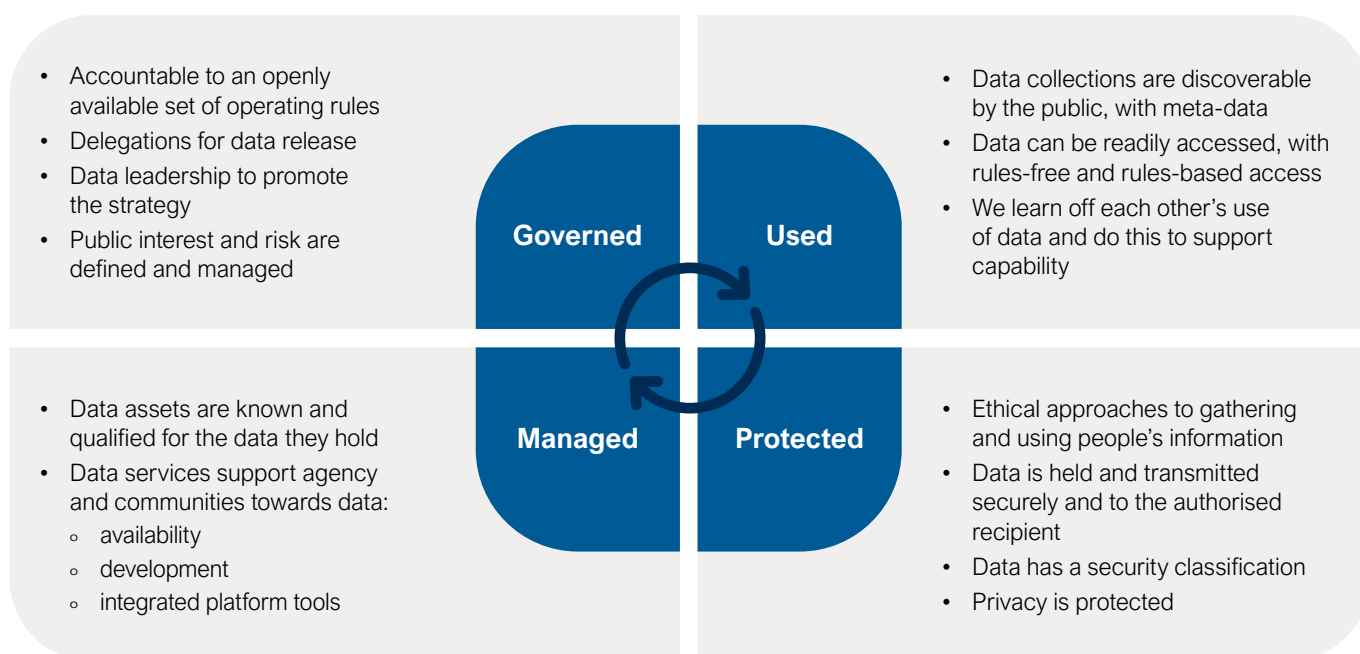 • Accountable to an openly
available set of operating rules
• Delegations for data release
• Data leadership to promote
the strategy
• Public interest and risk are
defined and managed
Governed
Used
• Data collections are discoverable
by the public, with meta-data
• Data can be readily accessed, with
rules-free and rules-based access
• We learn off each other’s use
of data and do this to support
capability
• Data assets are known and
qualified for the data they hold
• Data services support agency
and communities towards data:
◦ availability
◦ development
◦ integrated platform tools
Managed
Protected
• Ethical approaches to gathering
and using people’s information
• Data is held and transmitted
securely and to the authorised
recipient
• Data has a security classification
• Privacy is protected